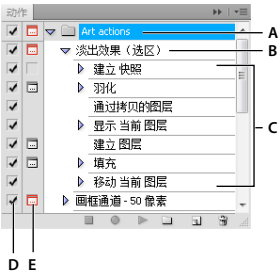 动作
Art actions
A
淡出效果（选区）
B
建立 快照
羽化
通过拷贝的图层
显示 当前 图层
C
建立 图层
填充
移动 当前 图层
画框通道 - 50 像素
D E